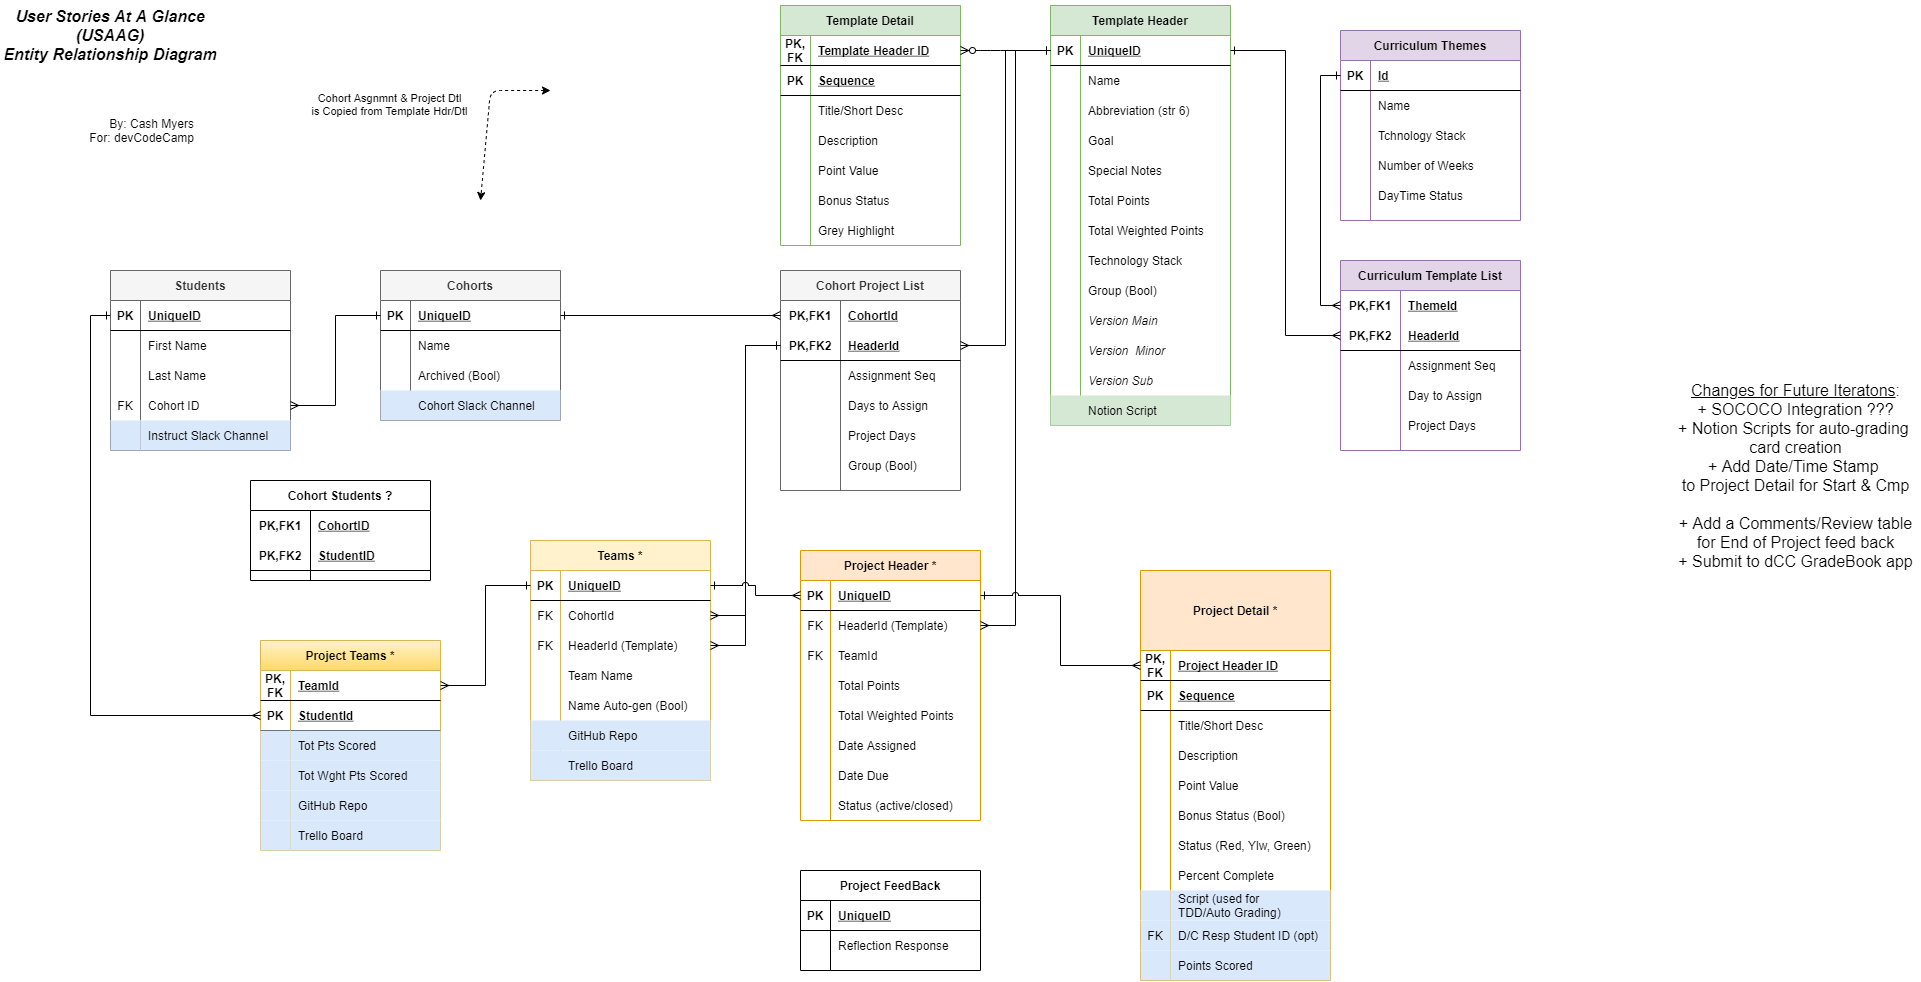 User Stories At A Glance
(USAAG)
Entity Relationship Diagram
By: Cash Myers
For: devCodeCamp
Cohort Asgnmnt & Project Dtl
is Copied from Template Hdr/Dtl
Template Detail
PK,
FK
Template Header ID
PK Sequence
Title/Short Desc
Description
Point Value
Bonus Status
Grey Highlight
Template Header
PK UniqueID
Name
Abbreviation (str 6)
Goal
Special Notes
Total Points
Total Weighted Points
Technology Stack
Group (Bool)
Version Main
Version  Minor
Version Sub
Notion Script
Curriculum Themes
PK Id
Name
Tchnology Stack
Number of Weeks
DayTime Status
Students
PK UniqueID
First Name
Last Name
FK Cohort ID
Instruct Slack Channel
Cohorts
PK UniqueID
Name
Archived (Bool)
Cohort Slack Channel
Cohort Project List
PK,FK1 CohortId
PK,FK2 HeaderId
Assignment Seq
Days to Assign
Project Days
Group (Bool)
Curriculum Template List
PK,FK1 ThemeId
PK,FK2 HeaderId
Assignment Seq
Day to Assign
Project Days
Changes for Future Iteratons:
+ SOCOCO Integration ???
+ Notion Scripts for auto-grading
card creation
+ Add Date/Time Stamp
to Project Detail for Start & Cmp
+ Add a Comments/Review table
for End of Project feed back
+ Submit to dCC GradeBook app
Cohort Students ?
PK,FK1 CohortID
PK,FK2 StudentID
Teams *
PK UniqueID
FK CohortId
FK HeaderId (Template)
Team Name
Name Auto-gen (Bool)
GitHub Repo
Trello Board
Project Header *
PK UniqueID
FK HeaderId (Template)
FK TeamId
Total Points
Total Weighted Points
Date Assigned
Date Due
Status (active/closed)
Project Detail *
PK,
FK
Project Header ID
PK Sequence
Title/Short Desc
Description
Point Value
Bonus Status (Bool)
Status (Red, Ylw, Green)
Percent Complete
Script (used for
TDD/Auto Grading)
FK D/C Resp Student ID (opt)
Points Scored
Project Teams *
PK,
FK
TeamId
PK StudentId
Tot Pts Scored
Tot Wght Pts Scored
GitHub Repo
Trello Board
Project FeedBack
PK UniqueID
Reflection Response